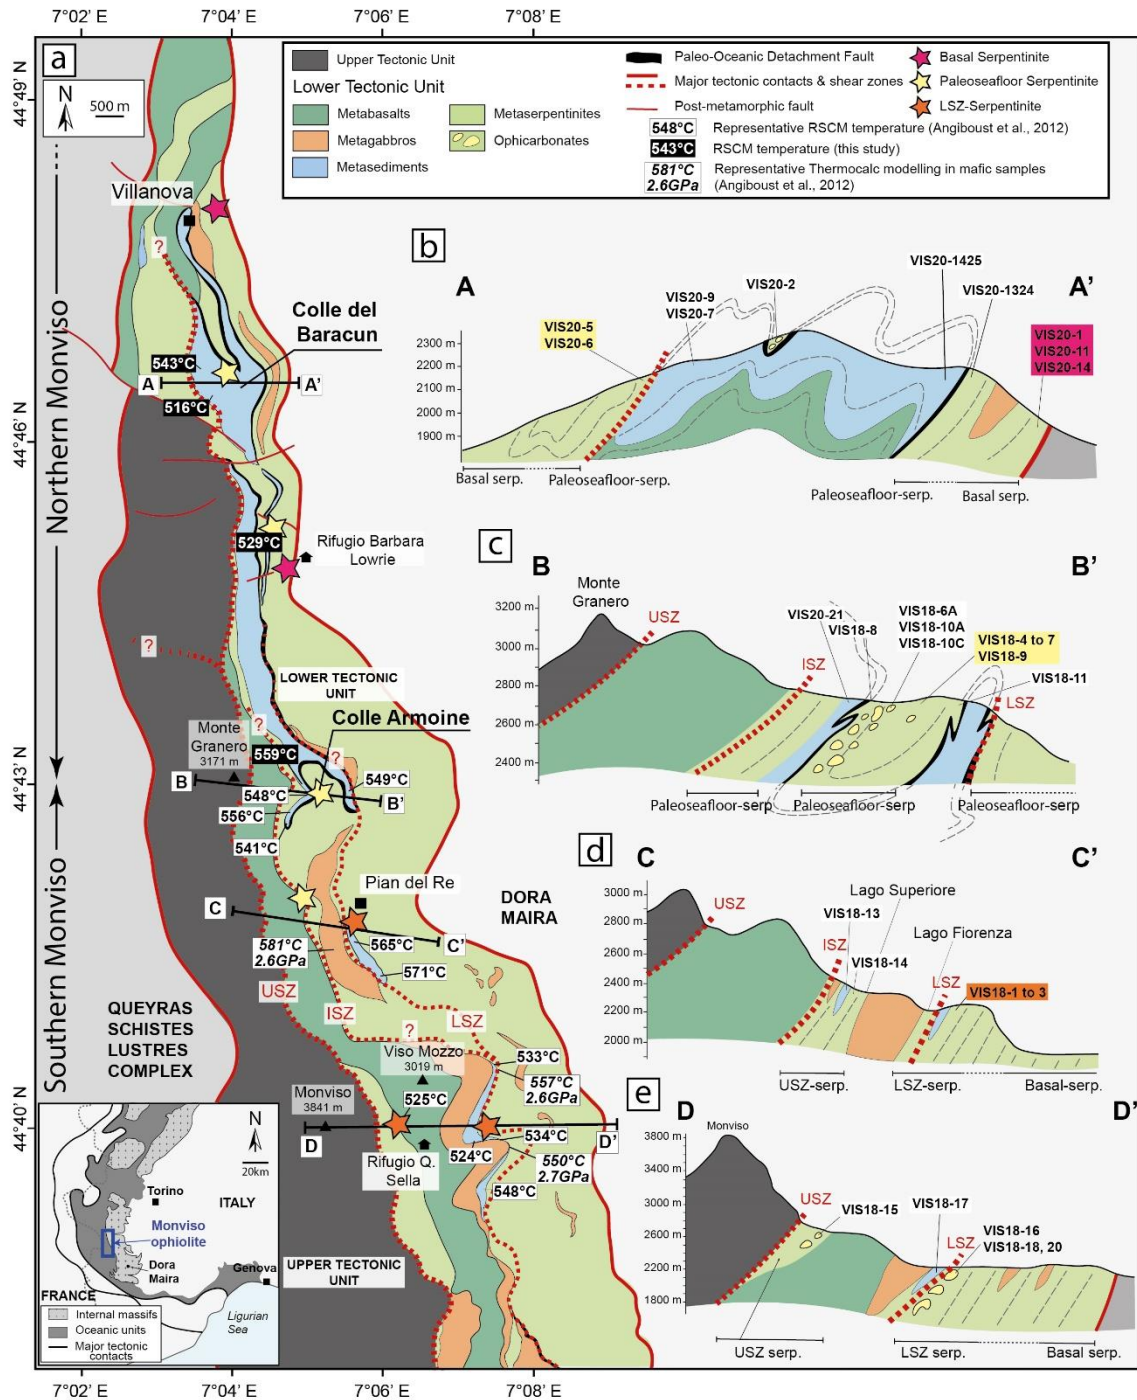 7°02' E
7°04' E
7°06' E
7°08' E
a
N
500 m
44°49' N
44°46' N
44°43' N
44°40' N
Northern Monviso
Southern Monviso
Upper Tectonic Unit
Lower Tectonic Unit
Metabasalts
Metagabbros
Metasediments
Metaserpentinites
Ophicarbonates
Paleo-Oceanic Detachment Fault
Major tectonic contacts & shear zones
Post-metamorphic fault
Basal Serpentinite
Paleoseafloor Serpentinite
LSZ-Serpentinite
548°C Representative RSCM temperature (Angiboust et al., 2012)
543°C RSCM temperature (this study)
581°C
2.6GPa
Representative Thermocalc modelling in mafic samples
(Angiboust et al., 2012)
Villanova
?
Colle del
Baracun
543°C
A
A'
516°C
529°C
Rifugio Barbara
Lowrie
?
LOWER TECTONIC
UNIT
?
Colle Armoine
Monte
Granero
3171 m
559°C
?
B
549°C
548°C
B'
556°C
541°C
Pian del Re
DORA
MAIRA
C
C'
581°C
2.6GPa
565°C
571°C
USZ
ISZ
LSZ
QUEYRAS
SCHISTES
LUSTRES
COMPLEX
?
Viso Mozzo
3019 m
533°C
557°C
2.6GPa
Monviso
3841 m
525°C
D
D'
534°C
524°C
Rifugio Q.
Sella
550°C
2.7GPa
548°C
UPPER TECTONIC
UNIT
N
20km
Torino
ITALY
Monviso
ophiolite
Dora
Maira
Genova
FRANCE
Ligurian
Sea
Internal massifs
Oceanic units
Major tectonic
contacts
7°02' E
7°04' E
7°06' E
7°08' E
b
A
A'
VIS20-9
VIS20-7
VIS20-2
VIS20-1425
VIS20-1324
VIS20-5
VIS20-6
VIS20-1
VIS20-11
VIS20-14
2300 m
2200 m
2100 m
2000 m
1900 m
Basal serp.
Paleoseafloor-serp.
Paleoseafloor-serp.
Basal serp.
c
B
B'
Monte
Granero
USZ
ISZ
LSZ
VIS20-21
VIS18-8
VIS18-6A
VIS18-10A
VIS18-10C
VIS18-4 to 7
VIS18-9
VIS18-11
3200 m
3000 m
2800 m
2600 m
2400 m
Paleoseafloor-serp
Paleoseafloor-serp
Paleoseafloor-serp
d
C
C'
USZ
Lago Superiore
VIS18-13
ISZ
VIS18-14
Lago Fiorenza
LSZ
VIS18-1 to 3
3000 m
2800 m
2600 m
2400 m
2200 m
2000 m
USZ-serp.
LSZ-serp.
Basal-serp.
e
D
D'
Monviso
USZ
VIS18-15
VIS18-17
LSZ
VIS18-16
VIS18-18, 20
3800 m
3400 m
3000 m
2600 m
2200 m
1800 m
USZ serp.
LSZ serp.
Basal serp.